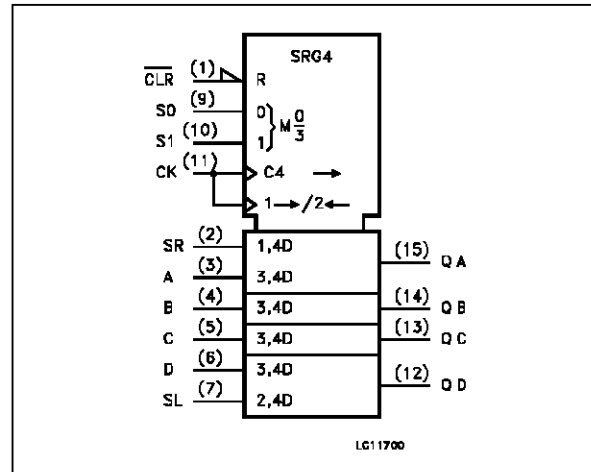 SRG4
CLR (1) R
S0 (9) 0
M 0/3
S1 (10) 1
CK (11) C4 →
1→/2←
SR (2) 1,4D
(15) QA
A (3) 3,4D
B (4) 3,4D (14) QB
C (5) 3,4D (13) QC
D (6) 3,4D
(12) QD
SL (7) 2,4D
LC11700